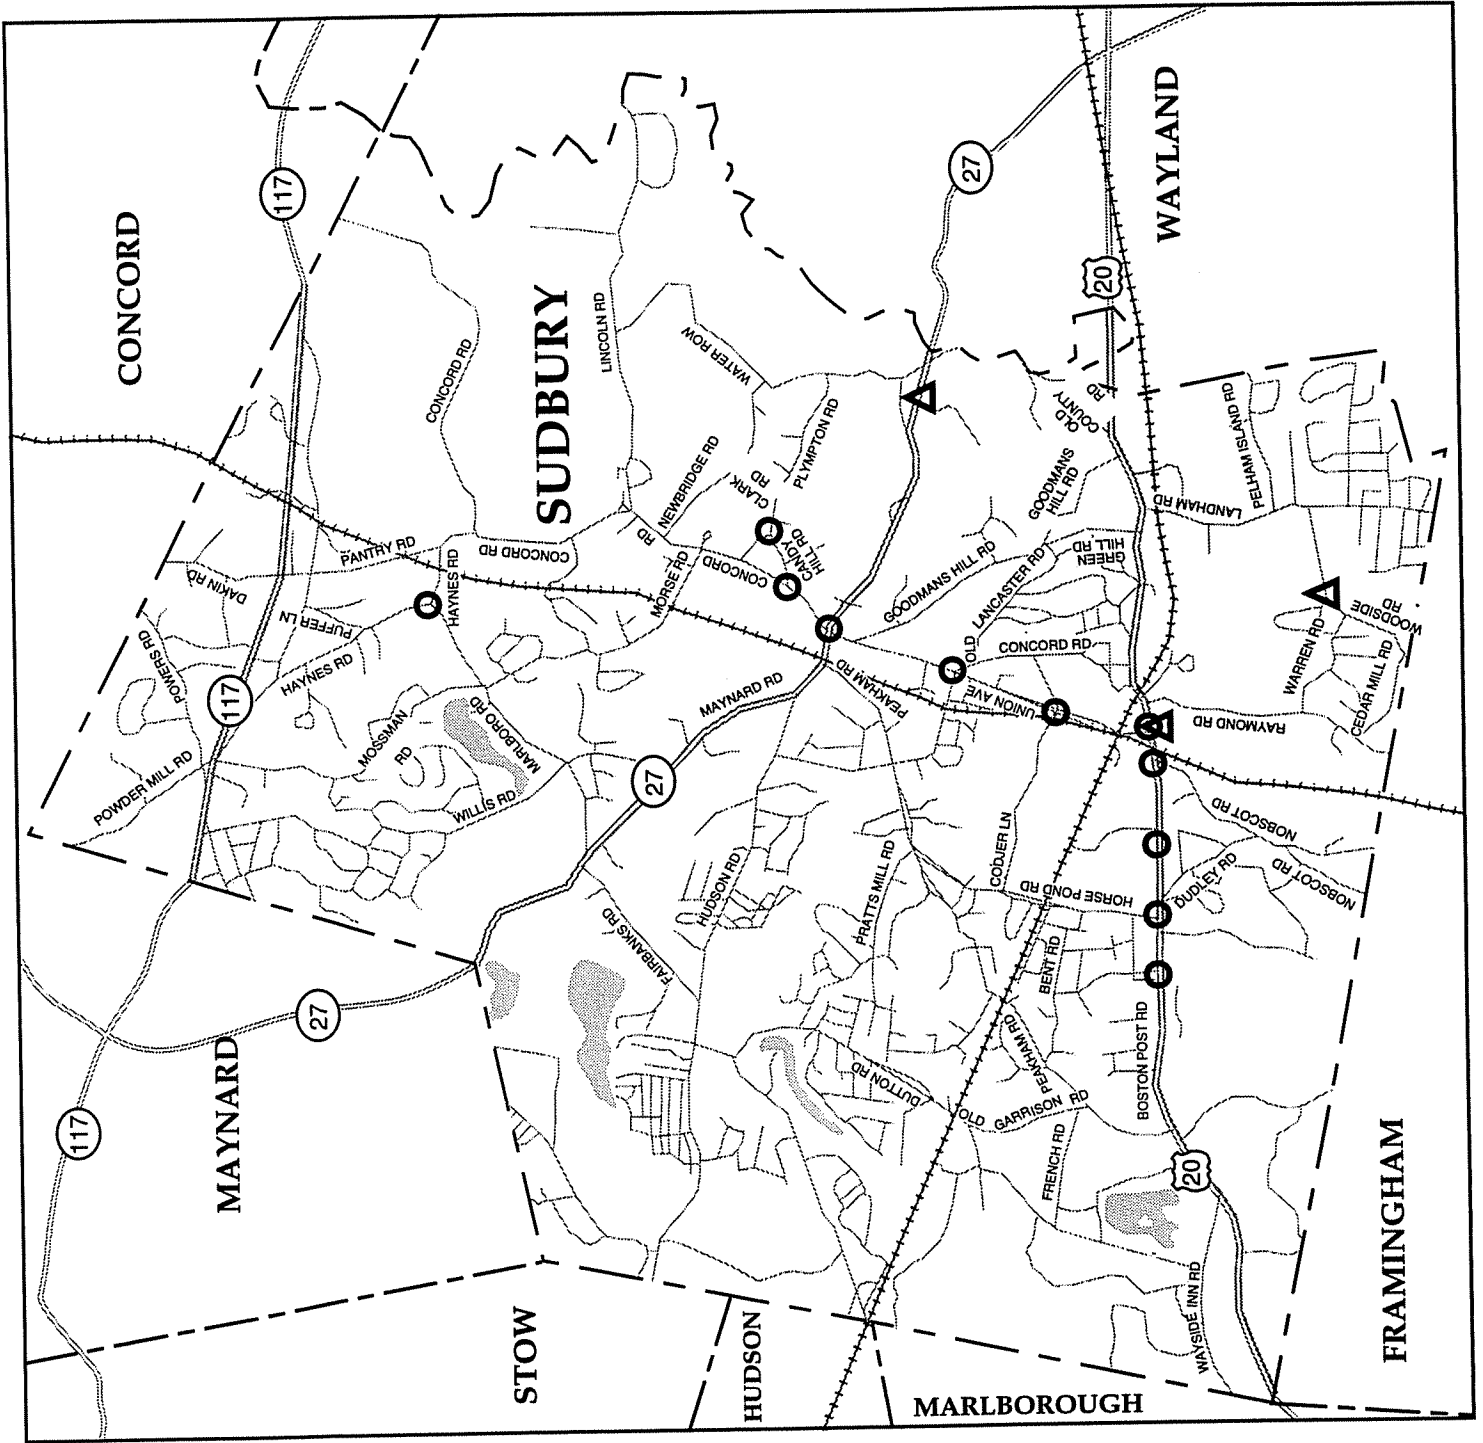 CONCORD
117
WAYLAND
27
20
SUDBURY
CONCORD RD
LINCOLN RD
WATER ROW
PLYMPTON RD
NEWBRIDGE RD
CLARK
RD
OLD
COUNTY
RD
PELHAM ISLAND RD
GOODMANS
HILL RD
LANDHAM RD
PANTRY RD
HAYNES RD
CONCORD RD
CONCORD
RD
MORSE RD
CANDY
HILL RD
GOODMANS HILL RD
LANCASTER RD
GREEN
HILL RD
DAKIN RD
PUFFER LN
POWERS RD
HAYNES RD
117
OLD
CONCORD RD
WOODSIDE
RD
WARREN RD
CEDAR MILL RD
RAYMOND RD
UNION AVE
PEAKHAM RD
PEAKHAM
MAYNARD RD
MOSSMAN
RD
MARLBORO RD
WILLIS RD
POWDER MILL RD
27
HUDSON RD
PRATTS MILL RD
CODJER LN
HORSE POND RD
NOBSCOT RD
NOBSCOT RD
DUDLEY RD
FAIRBANKS RD
BENT RD
PEAKHAM RD
BOSTON POST RD
27
MAYNARD
117
DUTTON RD
OLD
GARRISON RD
FRENCH RD
20
FRAMINGHAM
WAYSIDE INN RD
STOW
HUDSON
MARLBOROUGH